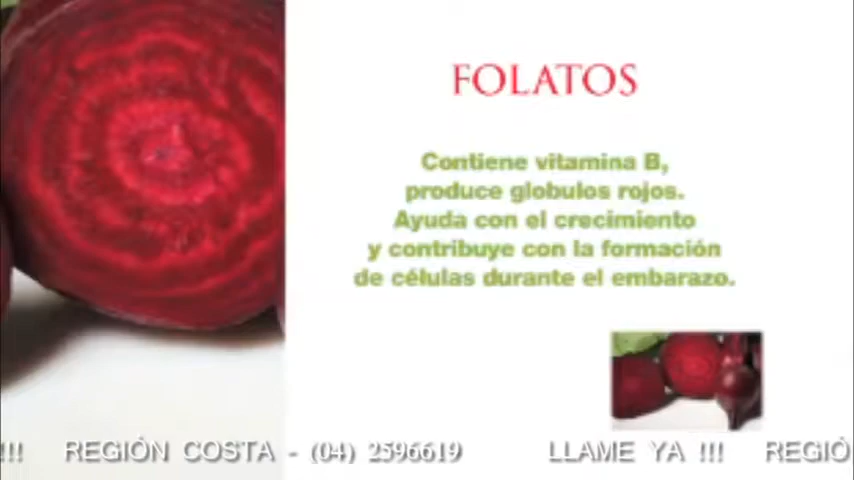 FOLATOS
Contiene vitamina B,
produce globulos rojos.
Ayuda con el crecimiento
y contribuye con la formación
de células durante el embarazo.
!!! REGIÓN COSTA - (04) 2596619 LLAME YA !!! REGIÓ